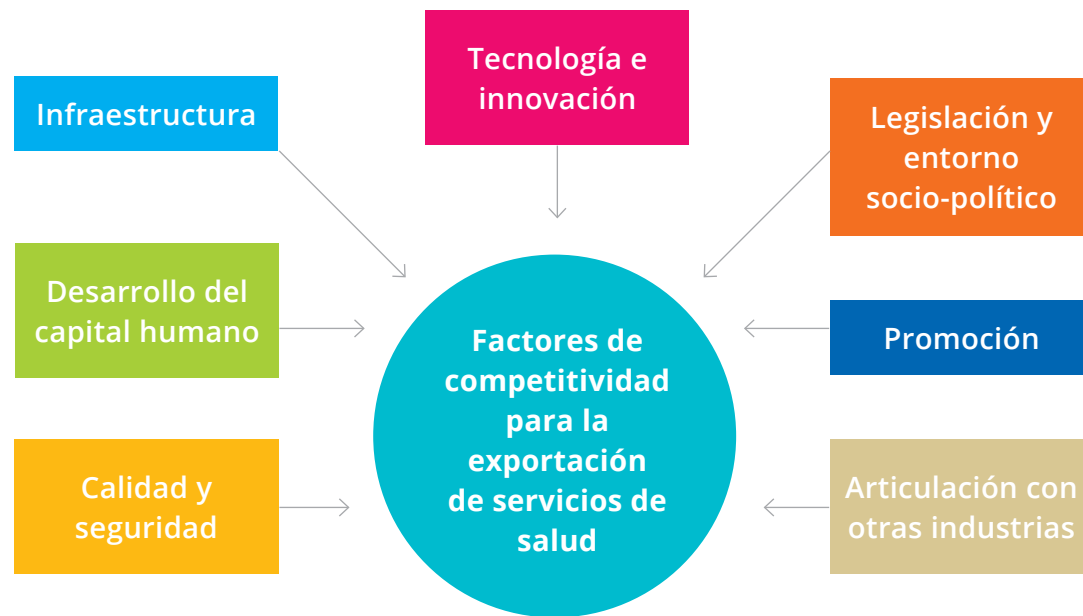 Tecnología e
innovación
Infraestructura
Legislación y
entorno
socio-político
Desarrollo del
capital humano
Promoción
Factores de
competitividad
para la
exportación
de servicios de
salud
Calidad y
seguridad
Articulación con
otras industrias